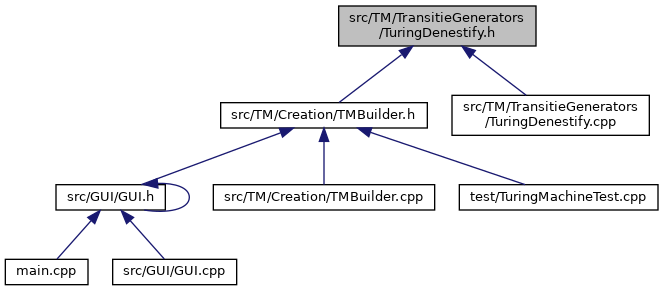 src/TM/TransitieGenerators
/TuringDenestify.h
src/TM/Creation/TMBuilder.h
src/TM/TransitieGenerators
/TuringDenestify.cpp
src/GUI/GUI.h
src/TM/Creation/TMBuilder.cpp
test/TuringMachineTest.cpp
main.cpp
src/GUI/GUI.cpp